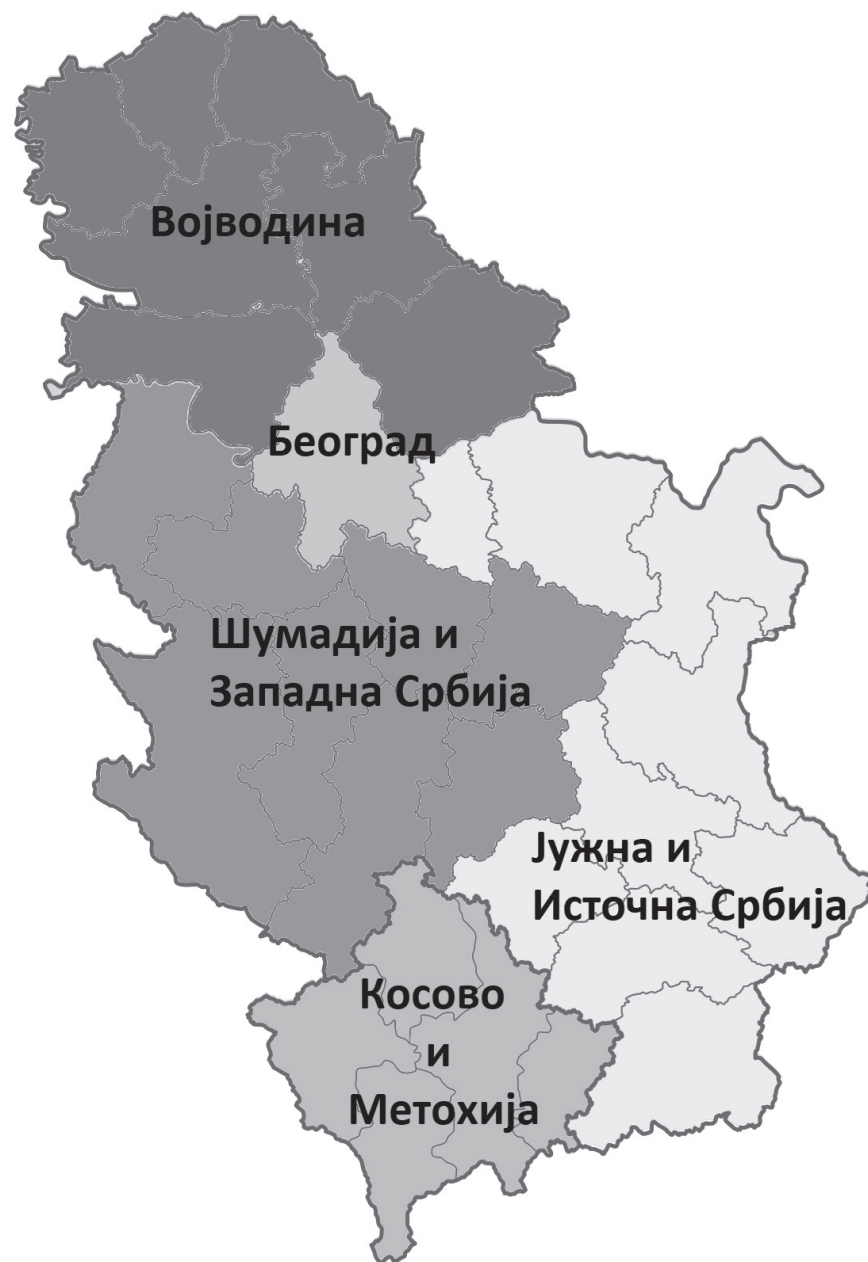 Војводина
Београд
Шумадија и
Западна Србија
Јужна и
Источна Србија
Косово
и
Метохија